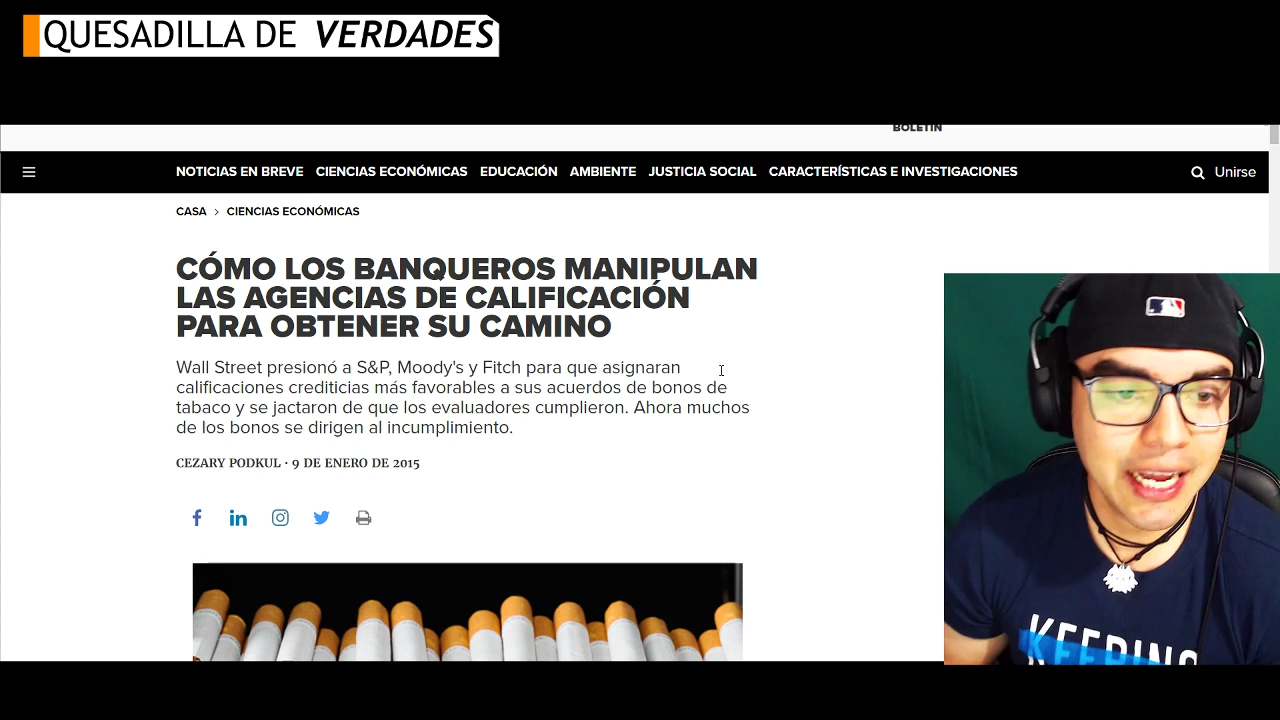 QUESADILLA DE VERDADES
BOLETÍN
NOTICIAS EN BREVE CIENCIAS ECONÓMICAS EDUCACIÓN AMBIENTE JUSTICIA SOCIAL CARACTERÍSTICAS E INVESTIGACIONES Unirse
CASA > CIENCIAS ECONÓMICAS
CÓMO LOS BANQUEROS MANIPULAN
LAS AGENCIAS DE CALIFICACIÓN
PARA OBTENER SU CAMINO
Wall Street presionó a S&P, Moody's y Fitch para que asignaran
calificaciones crediticias más favorables a sus acuerdos de bonos de
tabaco y se jactaron de que los evaluadores cumplieron. Ahora muchos
de los bonos se dirigen al incumplimiento.
CEZARY PODKUL · 9 DE ENERO DE 2015
KEEPING